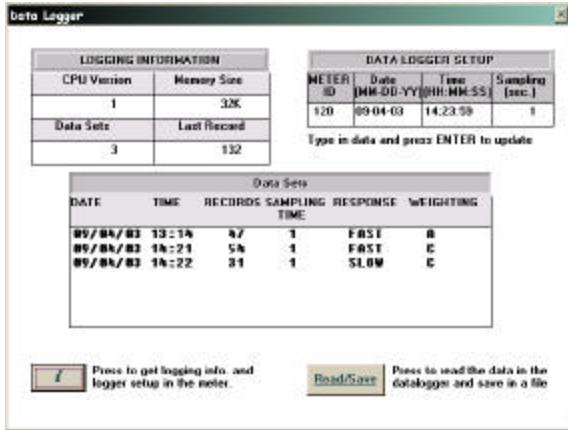 Data Logger
LOGGING INFORMATION
CPU Version Memory Size
1 32K
Data Sets Last Record
3 132
DATA LOGGER SETUP
METER ID Date (MM-DD-YY) Time (HH:MM:SS) Sampling (sec.)
120 09-04-03 14:23:59 1
Type in data and press ENTER to update
Data Sets
DATE TIME RECORDS SAMPLING TIME RESPONSE WEIGHTING
09/04/03 13:14 47 1 FAST A
09/04/03 14:21 54 1 FAST C
09/04/03 14:22 31 1 SLOW C
i
Press to get logging info. and
logger setup in the meter.
Read/Save
Press to read the data in the
datalogger and save in a file